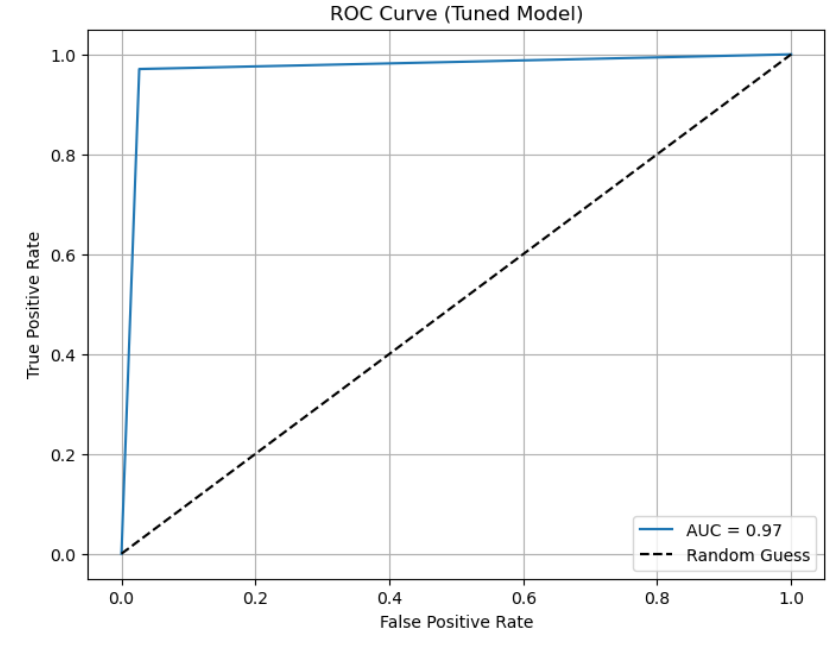 ROC Curve (Tuned Model)
1.0
0.8
0.6
0.4
0.2
0.0
True Positive Rate
AUC = 0.97
Random Guess
0.0 0.2 0.4 0.6 0.8 1.0
False Positive Rate